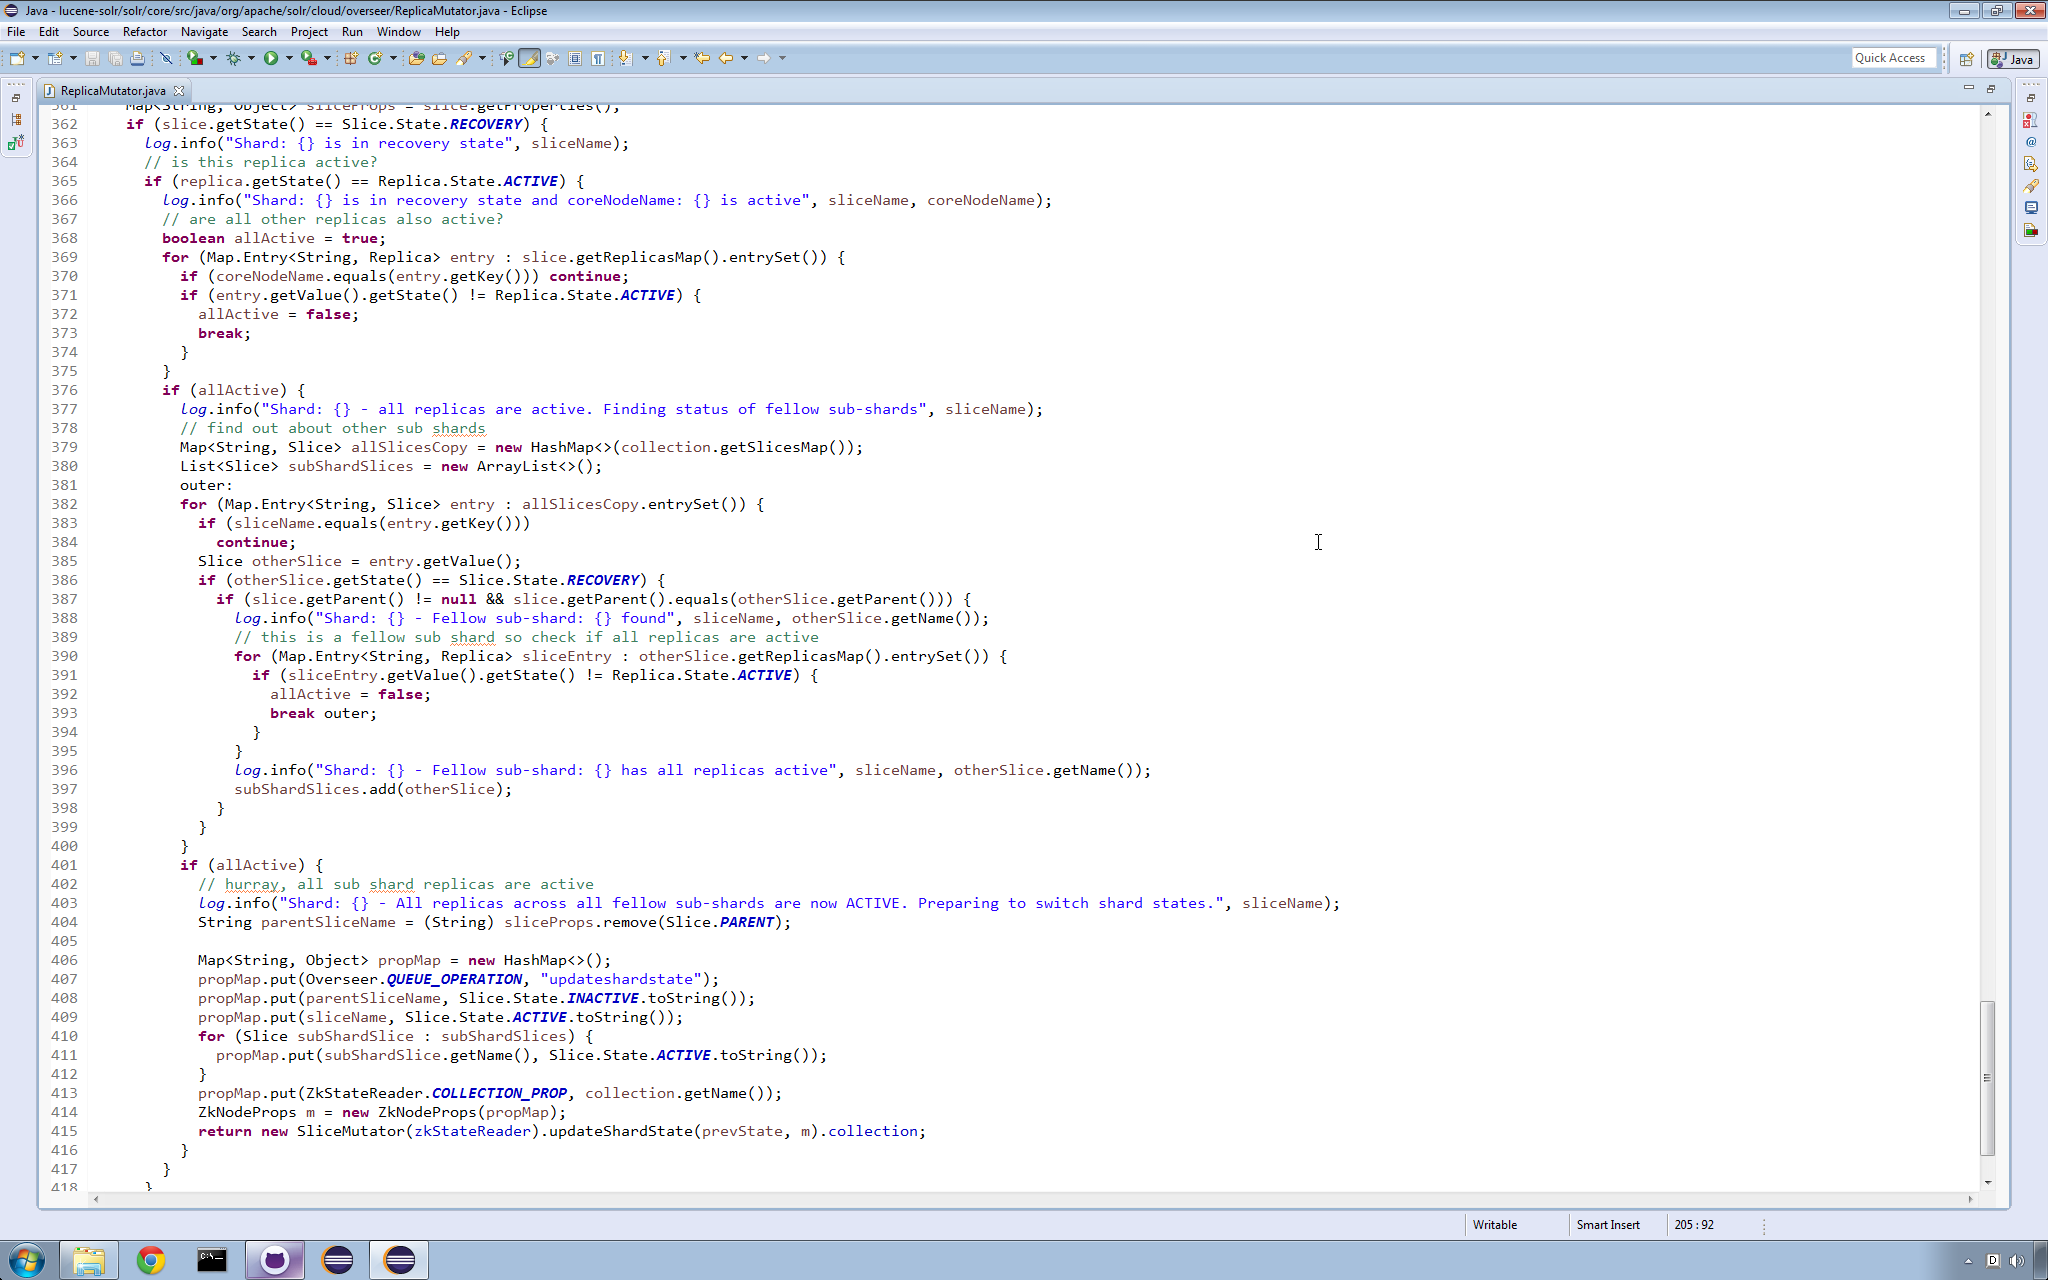 Java - lucene-solr/solr/core/src/java/org/apache/solr/cloud/overseer/ReplicaMutator.java - Eclipse
File Edit Source Refactor Navigate Search Project Run Window Help
Quick Access Java
ReplicaMutator.java
361 Map<String, Object> sliceProps = slice.getProperties();
362 if (slice.getState() == Slice.State.RECOVERY) {
363 log.info("Shard: {} is in recovery state", sliceName);
364 // is this replica active?
365 if (replica.getState() == Replica.State.ACTIVE) {
366 log.info("Shard: {} is in recovery state and coreNodeName: {} is active", sliceName, coreNodeName);
367 // are all other replicas also active?
368 boolean allActive = true;
369 for (Map.Entry<String, Replica> entry : slice.getReplicasMap().entrySet()) {
370 if (coreNodeName.equals(entry.getKey())) continue;
371 if (entry.getValue().getState() != Replica.State.ACTIVE) {
372 allActive = false;
373 break;
374 }
375 }
376 if (allActive) {
377 log.info("Shard: {} - all replicas are active. Finding status of fellow sub-shards", sliceName);
378 // find out about other sub shards
379 Map<String, Slice> allSlicesCopy = new HashMap<>(collection.getSlicesMap());
380 List<Slice> subShardSlices = new ArrayList<>();
381 outer:
382 for (Map.Entry<String, Slice> entry : allSlicesCopy.entrySet()) {
383 if (sliceName.equals(entry.getKey()))
384 continue;
385 Slice otherSlice = entry.getValue();
386 if (otherSlice.getState() == Slice.State.RECOVERY) {
387 if (slice.getParent() != null && slice.getParent().equals(otherSlice.getParent())) {
388 log.info("Shard: {} - Fellow sub-shard: {} found", sliceName, otherSlice.getName());
389 // this is a fellow sub shard so check if all replicas are active
390 for (Map.Entry<String, Replica> sliceEntry : otherSlice.getReplicasMap().entrySet()) {
391 if (sliceEntry.getValue().getState() != Replica.State.ACTIVE) {
392 allActive = false;
393 break outer;
394 }
395 }
396 log.info("Shard: {} - Fellow sub-shard: {} has all replicas active", sliceName, otherSlice.getName());
397 subShardSlices.add(otherSlice);
398 }
399 }
400 }
401 if (allActive) {
402 // hurray, all sub shard replicas are active
403 log.info("Shard: {} - All replicas across all fellow sub-shards are now ACTIVE. Preparing to switch shard states.", sliceName);
404 String parentSliceName = (String) sliceProps.remove(Slice.PARENT);
405
406 Map<String, Object> propMap = new HashMap<>();
407 propMap.put(Overseer.QUEUE_OPERATION, "updateshardstate");
408 propMap.put(parentSliceName, Slice.State.INACTIVE.toString());
409 propMap.put(sliceName, Slice.State.ACTIVE.toString());
410 for (Slice subShardSlice : subShardSlices) {
411 propMap.put(subShardSlice.getName(), Slice.State.ACTIVE.toString());
412 }
413 propMap.put(ZkStateReader.COLLECTION_PROP, collection.getName());
414 ZkNodeProps m = new ZkNodeProps(propMap);
415 return new SliceMutator(zkStateReader).updateShardState(prevState, m).collection;
416 }
417 }
418 }
Writable Smart Insert 205 : 92